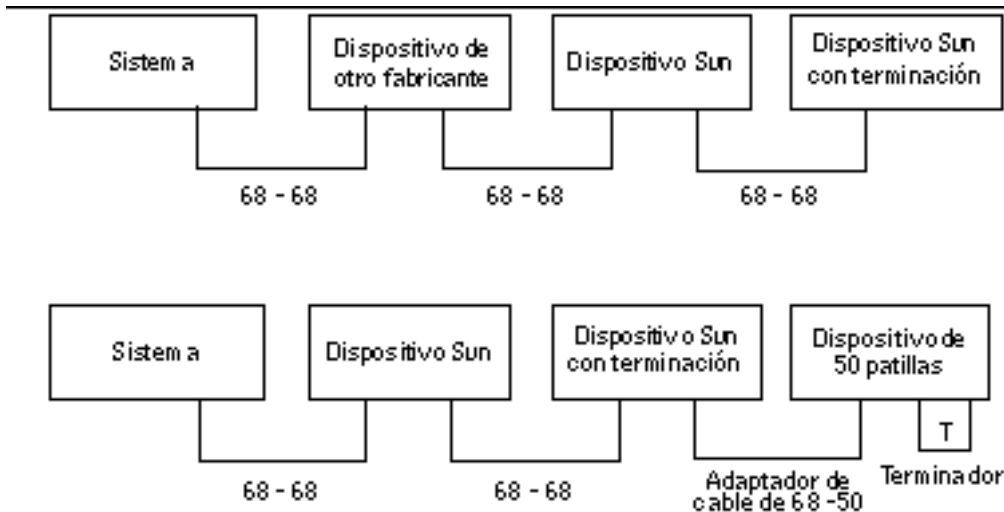 Sistema
Dispositivo de
otro fabricante
Dispositivo Sun
Dispositivo Sun
con terminación
68 - 68
68 - 68
68 - 68
Sistema
Dispositivo Sun
Dispositivo Sun
con terminación
Dispositivo de
50 patillas
T
68 - 68
68 - 68
Adaptador de
cable de 68 -50
Terminador